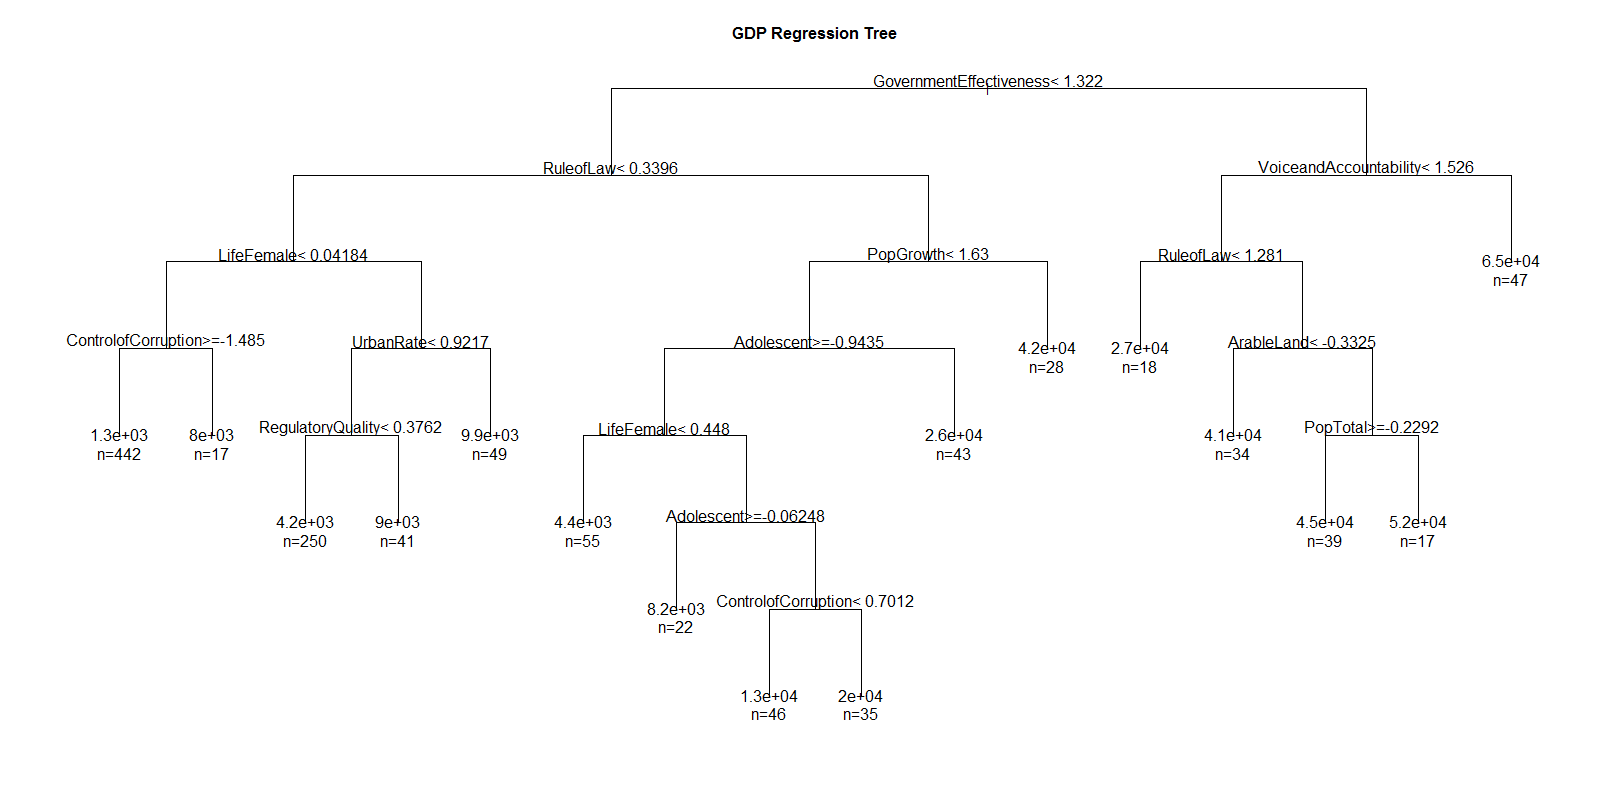 GDP Regression Tree
GovernmentEffectiveness< 1.322
RuleofLaw< 0.3396
VoiceandAccountability< 1.526
LifeFemale< 0.04184
PopGrowth< 1.63
RuleofLaw< 1.281
6.5e+04
n=47
ControlofCorruption>=-1.485
UrbanRate< 0.9217
Adolescent>=-0.9435
4.2e+04
n=28
2.7e+04
n=18
ArableLand< -0.3325
1.3e+03
n=442
8e+03
n=17
RegulatoryQuality< 0.3762
9.9e+03
n=49
LifeFemale< 0.448
2.6e+04
n=43
4.1e+04
n=34
PopTotal>=-0.2292
4.2e+03
n=250
9e+03
n=41
4.4e+03
n=55
Adolescent>=-0.06248
4.5e+04
n=39
5.2e+04
n=17
8.2e+03
n=22
ControlofCorruption< 0.7012
1.3e+04
n=46
2e+04
n=35